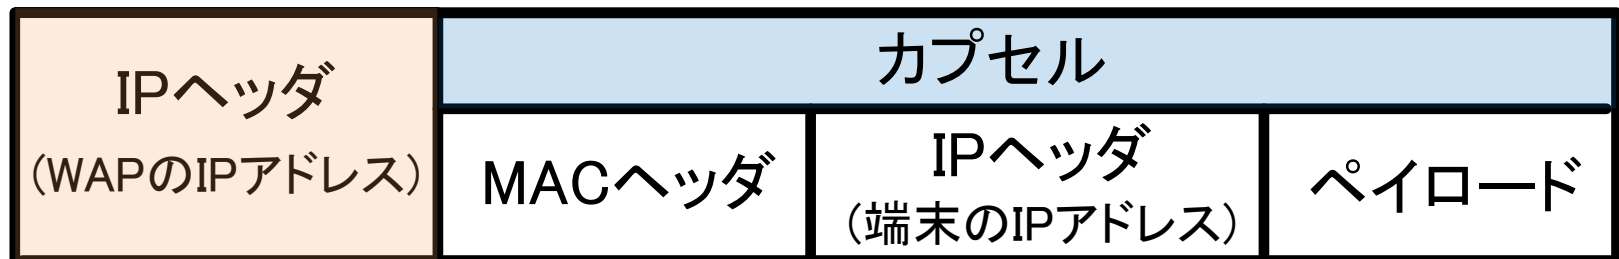 IPヘッダ
(WAPのIPアドレス)
カプセル
MACヘッダ
IPヘッダ
(端末のIPアドレス)
ペイロード